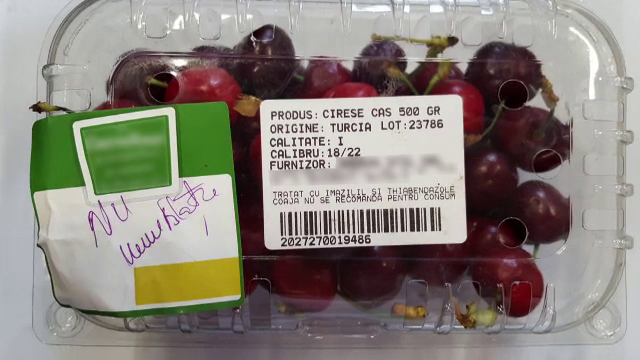 PRODUS: CIRESE CAS 500 GR
ORIGINE: TURCIA LOT:23786
CALITATE: I
CALIBRU:18/22
FURNIZOR:
TRATAT CU IMAZILIL SI THIABENDAZOLE
COAJA NU SE RECOMANDA PENTRU CONSUM
2027270019486
NU